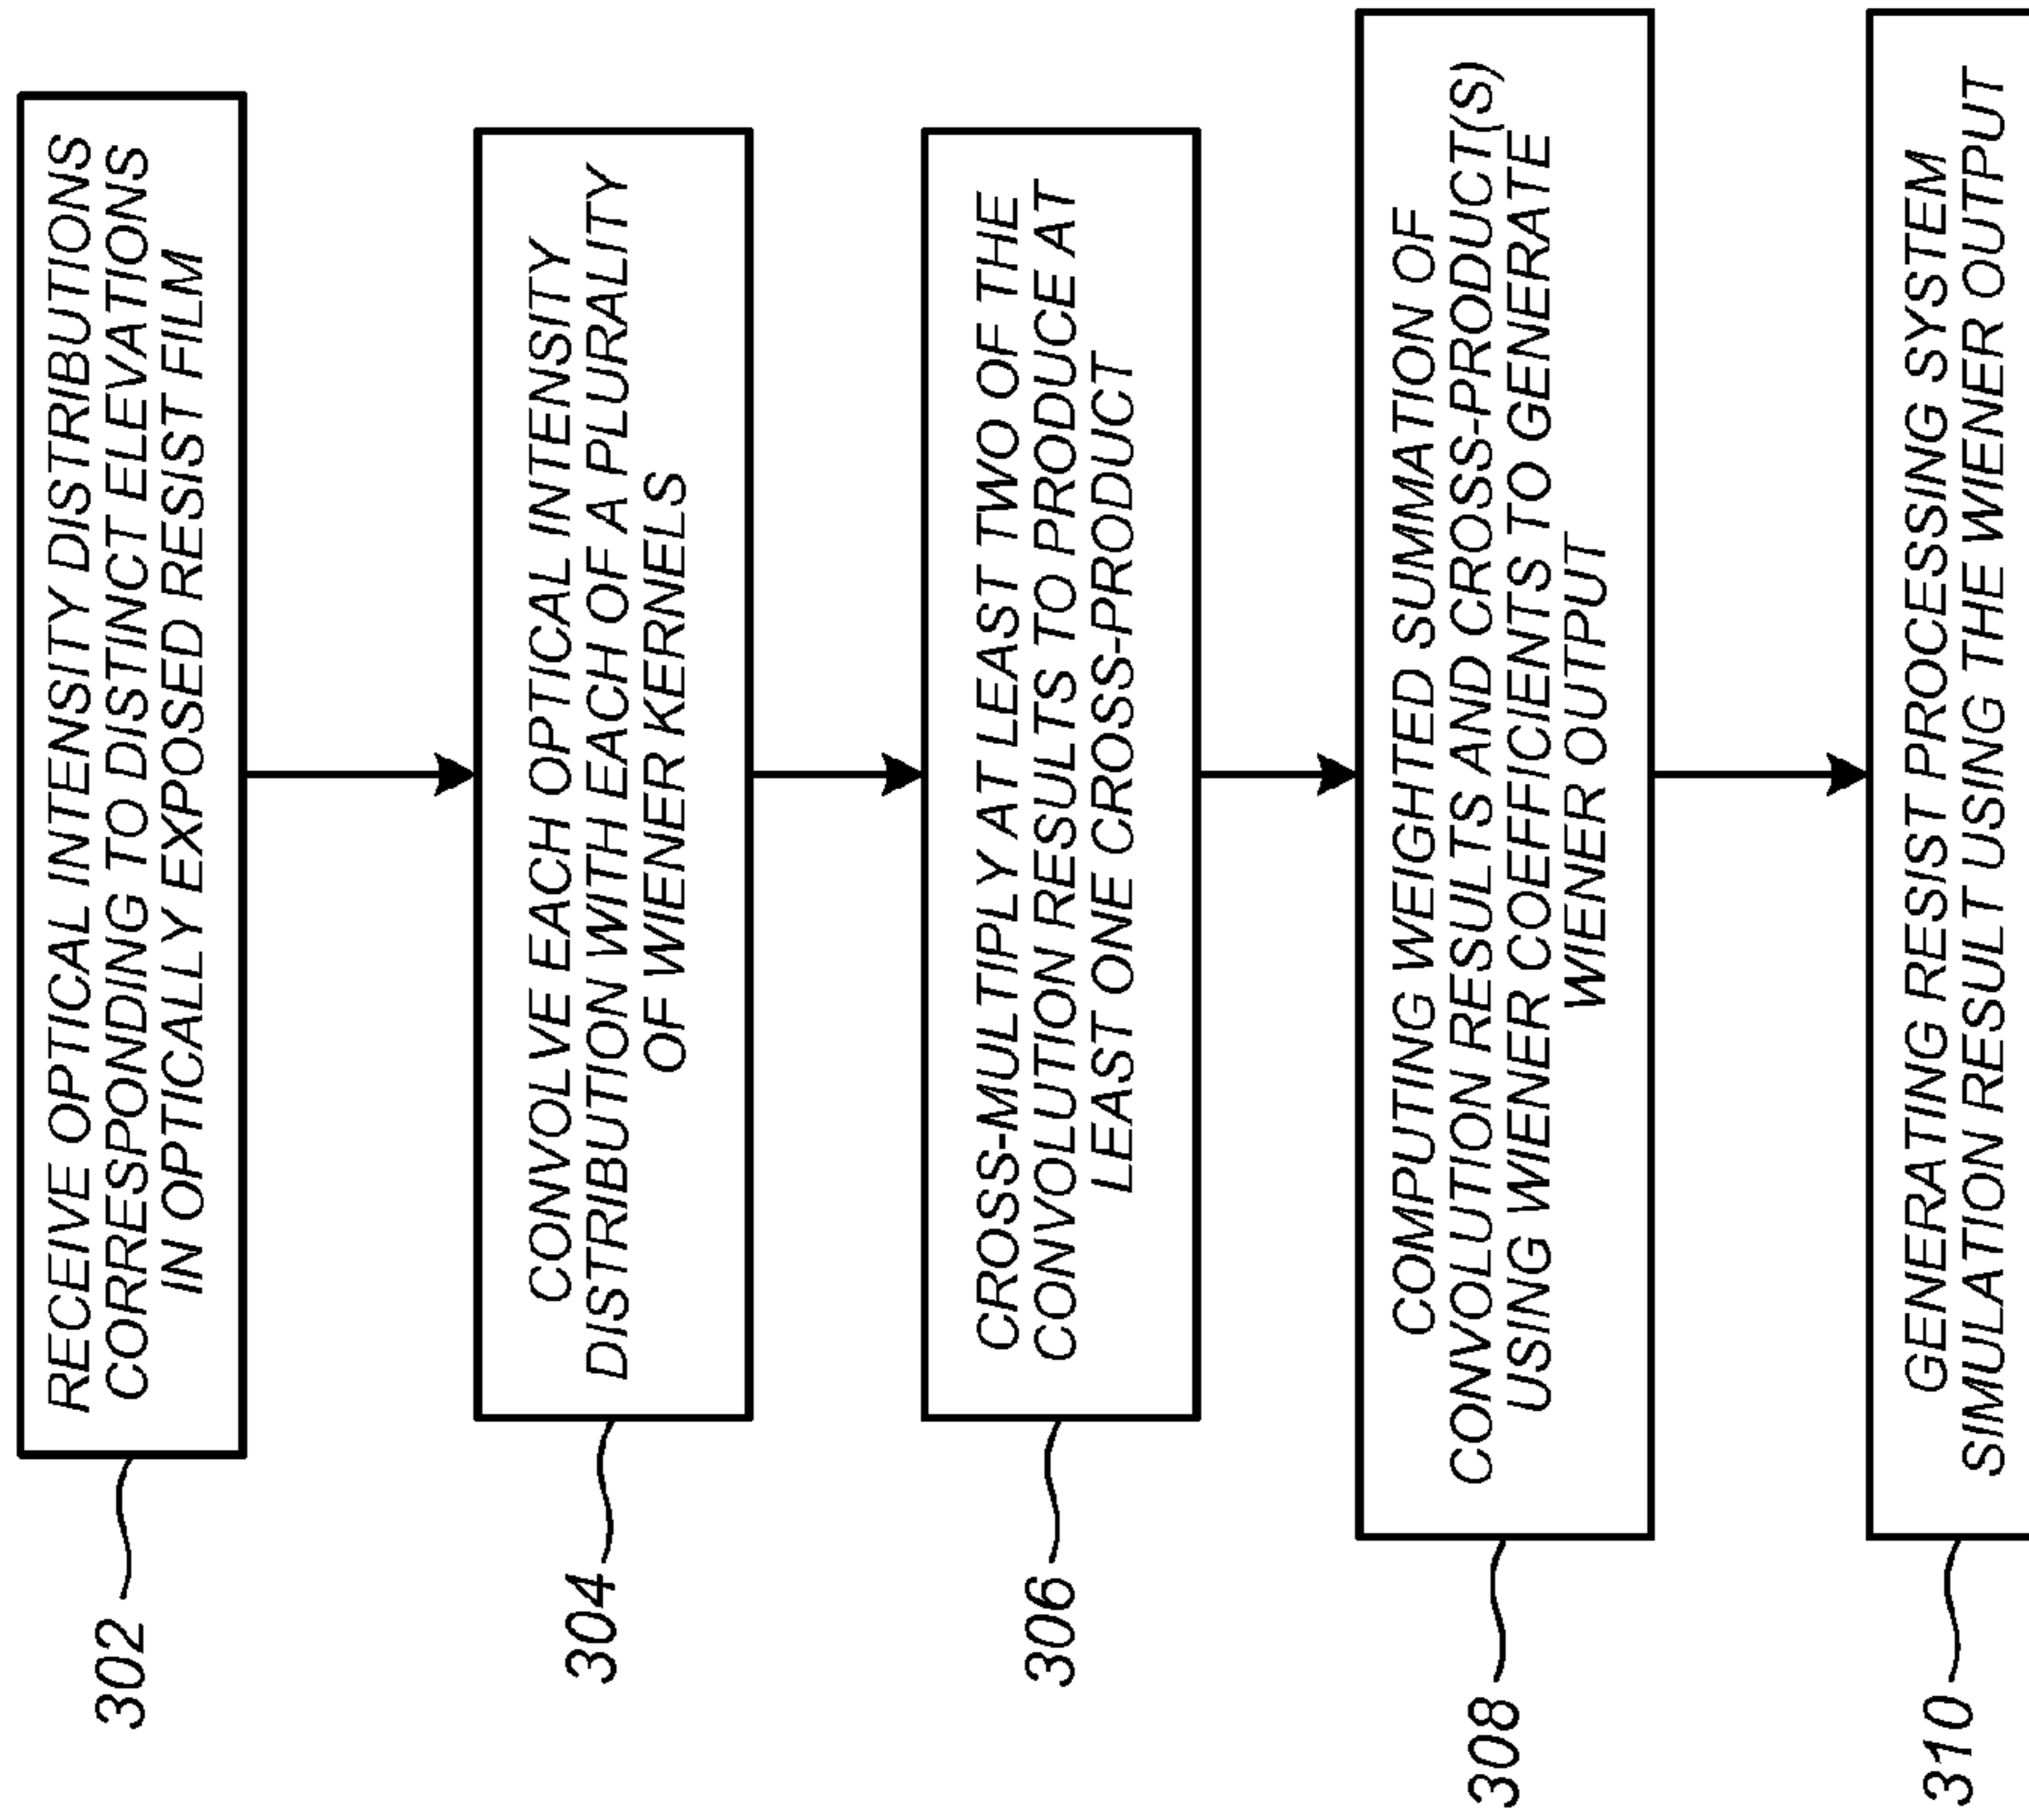 302
RECEIVE OPTICAL INTENSITY DISTRIBUTIONS
CORRESPONDING TO DISTINCT ELEVATIONS
IN OPTICALLY EXPOSED RESIST FILM
304
CONVOLVE EACH OPTICAL INTENSITY
DISTRIBUTION WITH EACH OF A PLURALITY
OF WIENER KERNELS
306
CROSS-MULTIPLY AT LEAST TWO OF THE
CONVOLUTION RESULTS TO PRODUCE AT
LEAST ONE CROSS-PRODUCT
308
COMPUTING WEIGHTED SUMMATION OF
CONVOLUTION RESULTS AND CROSS-PRODUCT(S)
USING WIENER COEFFICIENTS TO GENERATE
WIENER OUTPUT
310
GENERATING RESIST PROCESSING SYSTEM
SIMULATION RESULT USING THE WIENER OUTPUT